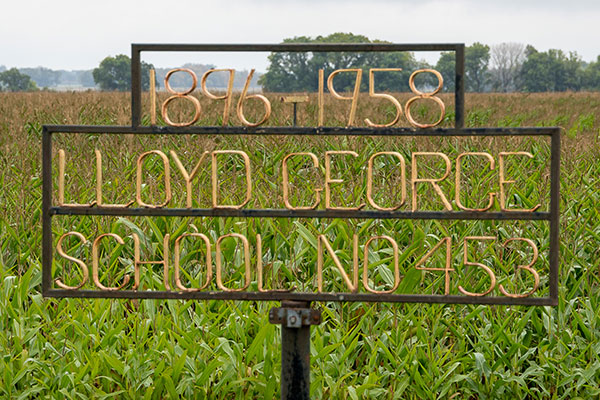 1896 - 1958
LLOYD GEORGE
SCHOOL NO 453